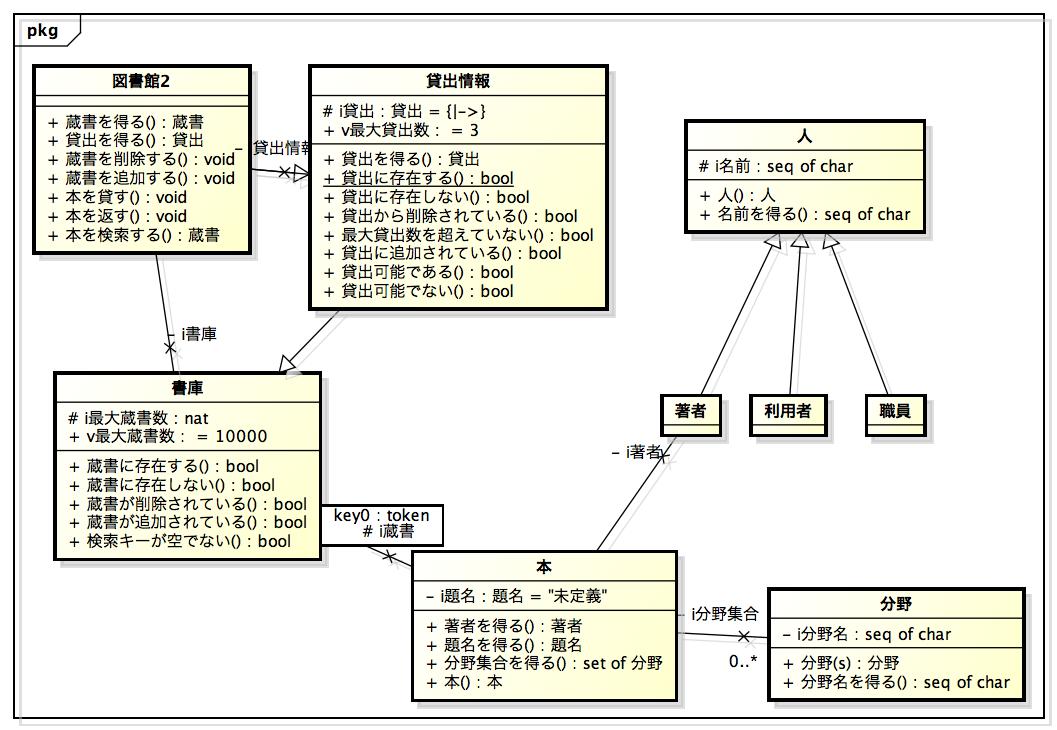 pkg
図書館2
+ 蔵書を得る() : 蔵書
+ 貸出を得る() : 貸出
+ 蔵書を削除する() : void
+ 蔵書を追加する() : void
+ 本を貸す() : void
+ 本を返す() : void
+ 本を検索する() : 蔵書
- 貸出情報
貸出情報
# i貸出 : 貸出 = {|->}
+ v最大貸出数 : = 3
+ 貸出を得る() : 貸出
+ 貸出に存在する() : bool
+ 貸出に存在しない() : bool
+ 貸出から削除されている() : bool
+ 最大貸出数を超えていない() : bool
+ 貸出に追加されている() : bool
+ 貸出可能である() : bool
+ 貸出可能でない() : bool
人
# i名前 : seq of char
+ 人() : 人
+ 名前を得る() : seq of char
- i書庫
書庫
# i最大蔵書数 : nat
+ v最大蔵書数 : = 10000
+ 蔵書に存在する() : bool
+ 蔵書に存在しない() : bool
+ 蔵書が削除されている() : bool
+ 蔵書が追加されている() : bool
+ 検索キーが空でない() : bool
著者
利用者
職員
- i著者
key0 : token
# i蔵書
本
- i題名 : 題名 = "未定義"
+ 著者を得る() : 著者
+ 題名を得る() : 題名
+ 分野集合を得る() : set of 分野
+ 本() : 本
- i分野集合
0..*
分野
- i分野名 : seq of char
+ 分野(s) : 分野
+ 分野名を得る() : seq of char